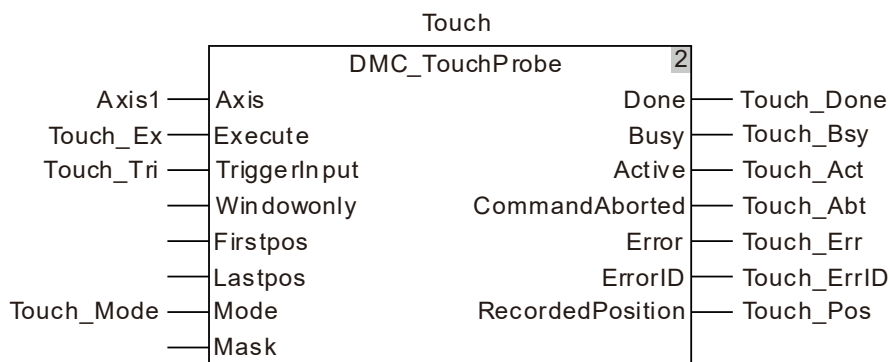 Touch
DMC_TouchProbe 2
Axis1 Axis Done Touch_Done
Touch_Ex Execute Busy Touch_Bsy
Touch_Tri TriggerInput Active Touch_Act
Windowonly CommandAborted Touch_Abt
Firstpos Error Touch_Err
Lastpos ErrorID Touch_ErrID
Touch_Mode Mode RecordedPosition Touch_Pos
Mask